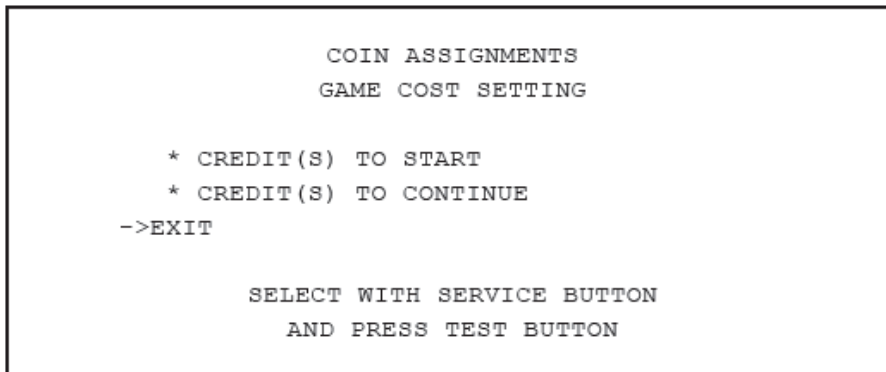 COIN ASSIGNMENTS
GAME COST SETTING
* CREDIT(S) TO START
* CREDIT(S) TO CONTINUE
->EXIT
SELECT WITH SERVICE BUTTON
AND PRESS TEST BUTTON